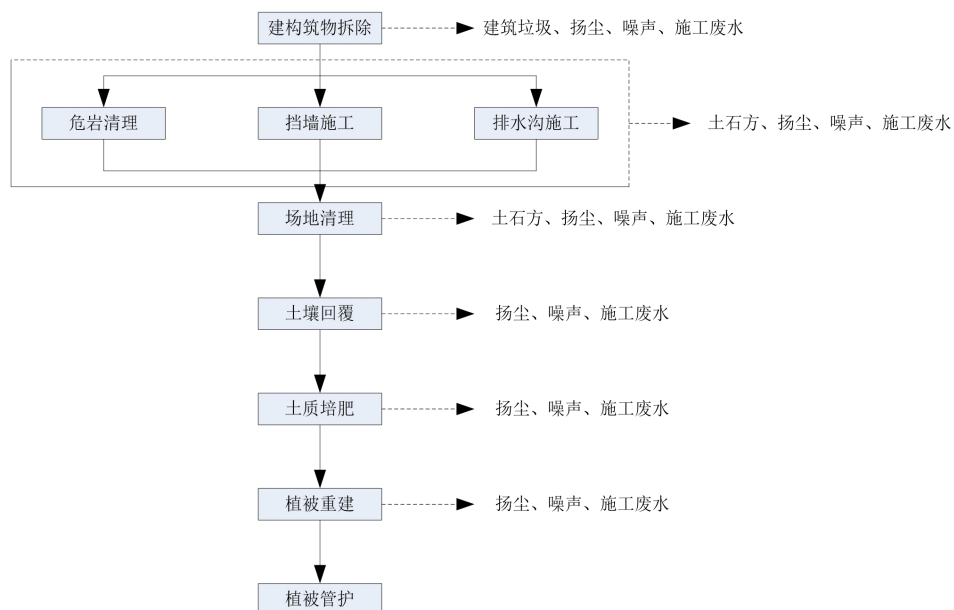 建构筑物拆除
建筑垃圾、扬尘、噪声、施工废水
危岩清理
挡墙施工
排水沟施工
土石方、扬尘、噪声、施工废水
场地清理
土石方、扬尘、噪声、施工废水
土壤回覆
扬尘、噪声、施工废水
土质培肥
扬尘、噪声、施工废水
植被重建
扬尘、噪声、施工废水
植被管护